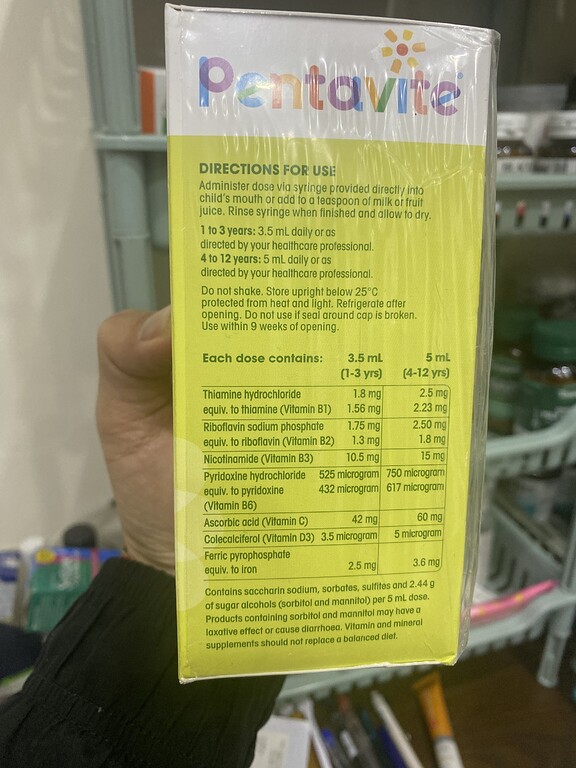 Pentavite
DIRECTIONS FOR USE
Administer dose via syringe provided directly into
child's mouth or add to a teaspoon of milk or fruit
juice. Rinse syringe when finished and allow to dry.
1 to 3 years: 3.5 mL daily or as
directed by your healthcare professional.
4 to 12 years: 5 mL daily or as
directed by your healthcare professional.
Do not shake. Store upright below 25°C
protected from heat and light. Refrigerate after
opening. Do not use if seal around cap is broken.
Use within 9 weeks of opening.
Each dose contains: 3.5 mL 5 mL
(1-3 yrs) (4-12 yrs)
Thiamine hydrochloride 1.8 mg 2.5 mg
equiv. to thiamine (Vitamin B1) 1.56 mg 2.23 mg
Riboflavin sodium phosphate 1.75 mg 2.50 mg
equiv. to riboflavin (Vitamin B2) 1.3 mg 1.8 mg
Nicotinamide (Vitamin B3) 10.5 mg 15 mg
Pyridoxine hydrochloride 525 microgram 750 microgram
equiv. to pyridoxine 432 microgram 617 microgram
(Vitamin B6)
Ascorbic acid (Vitamin C) 42 mg 60 mg
Colecalciferol (Vitamin D3) 3.5 microgram 5 microgram
Ferric pyrophosphate
equiv. to iron 2.5 mg 3.6 mg
Contains saccharin sodium, sorbates, sulfites and 2.44 g
of sugar alcohols (sorbitol and mannitol) per 5 mL dose.
Products containing sorbitol and mannitol may have a
laxative effect or cause diarrhoea. Vitamin and mineral
supplements should not replace a balanced diet.